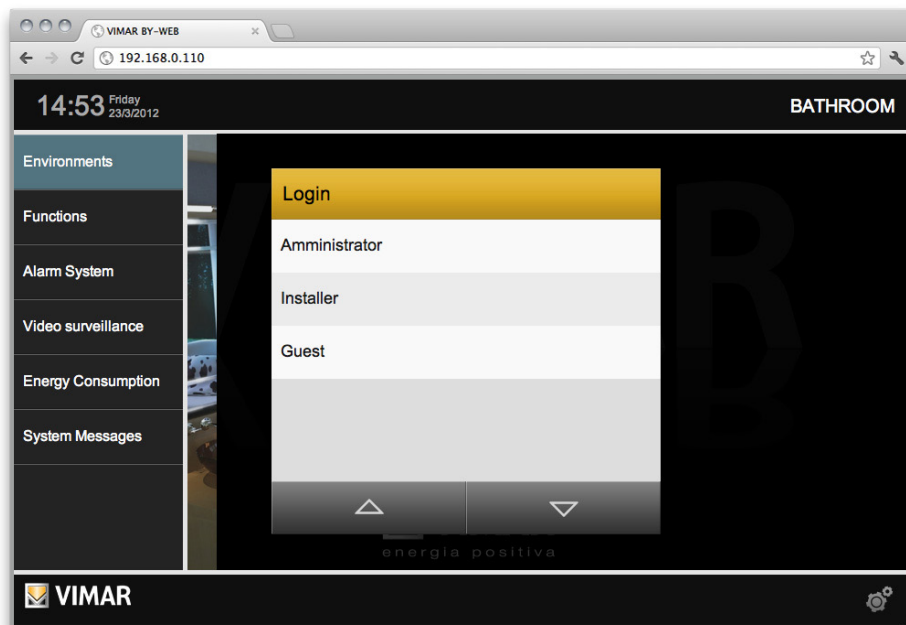 VIMAR BY-WEB
192.168.0.110
14:53 Friday
23/3/2012
BATHROOM
Environments
Functions
Alarm System
Video surveillance
Energy Consumption
System Messages
Login
Amministrator
Installer
Guest
energia positiva
VIMAR